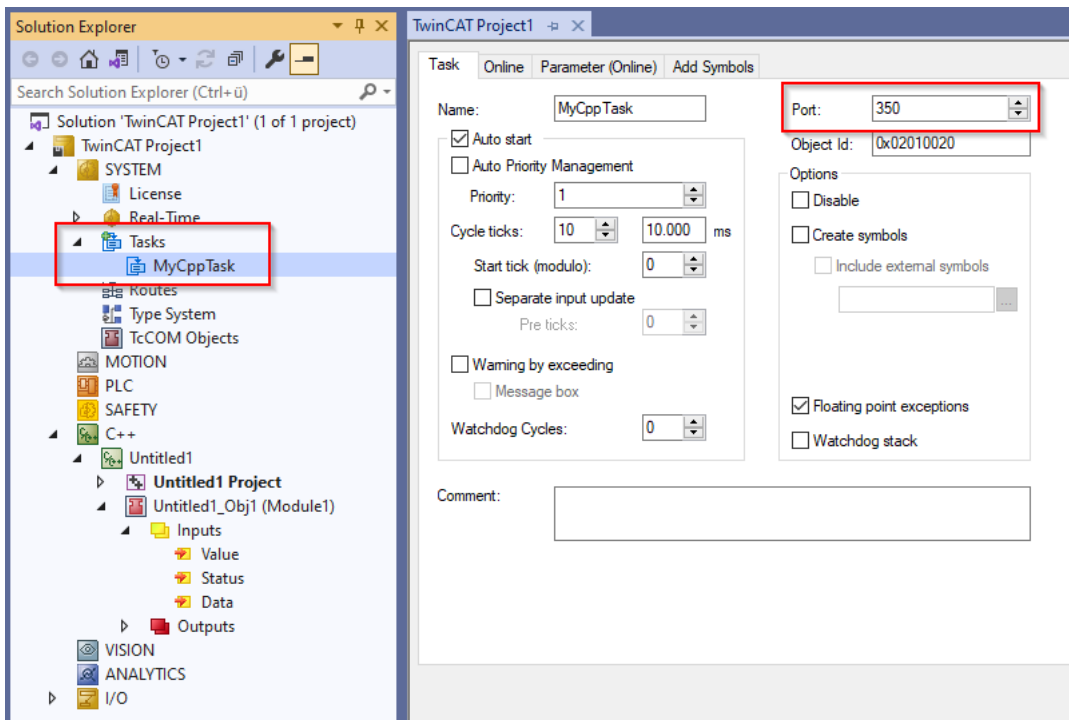 Solution Explorer
Search Solution Explorer (Ctrl+ü)
Solution 'TwinCAT Project1' (1 of 1 project)
TwinCAT Project1
SYSTEM
License
Real-Time
Tasks
MyCppTask
Routes
Type System
TcCOM Objects
MOTION
PLC
SAFETY
C++
Untitled1
Untitled1 Project
Untitled1_Obj1 (Module1)
Inputs
Value
Status
Data
Outputs
VISION
ANALYTICS
I/O
TwinCAT Project1
Task Online Parameter (Online) Add Symbols
Name: MyCppTask
Auto start
Auto Priority Management
Priority: 1
Cycle ticks: 10 10.000 ms
Start tick (modulo): 0
Separate input update
Pre ticks: 0
Warning by exceeding
Message box
Watchdog Cycles: 0
Port: 350
Object Id: 0x02010020
Options
Disable
Create symbols
Include external symbols
...
Floating point exceptions
Watchdog stack
Comment: